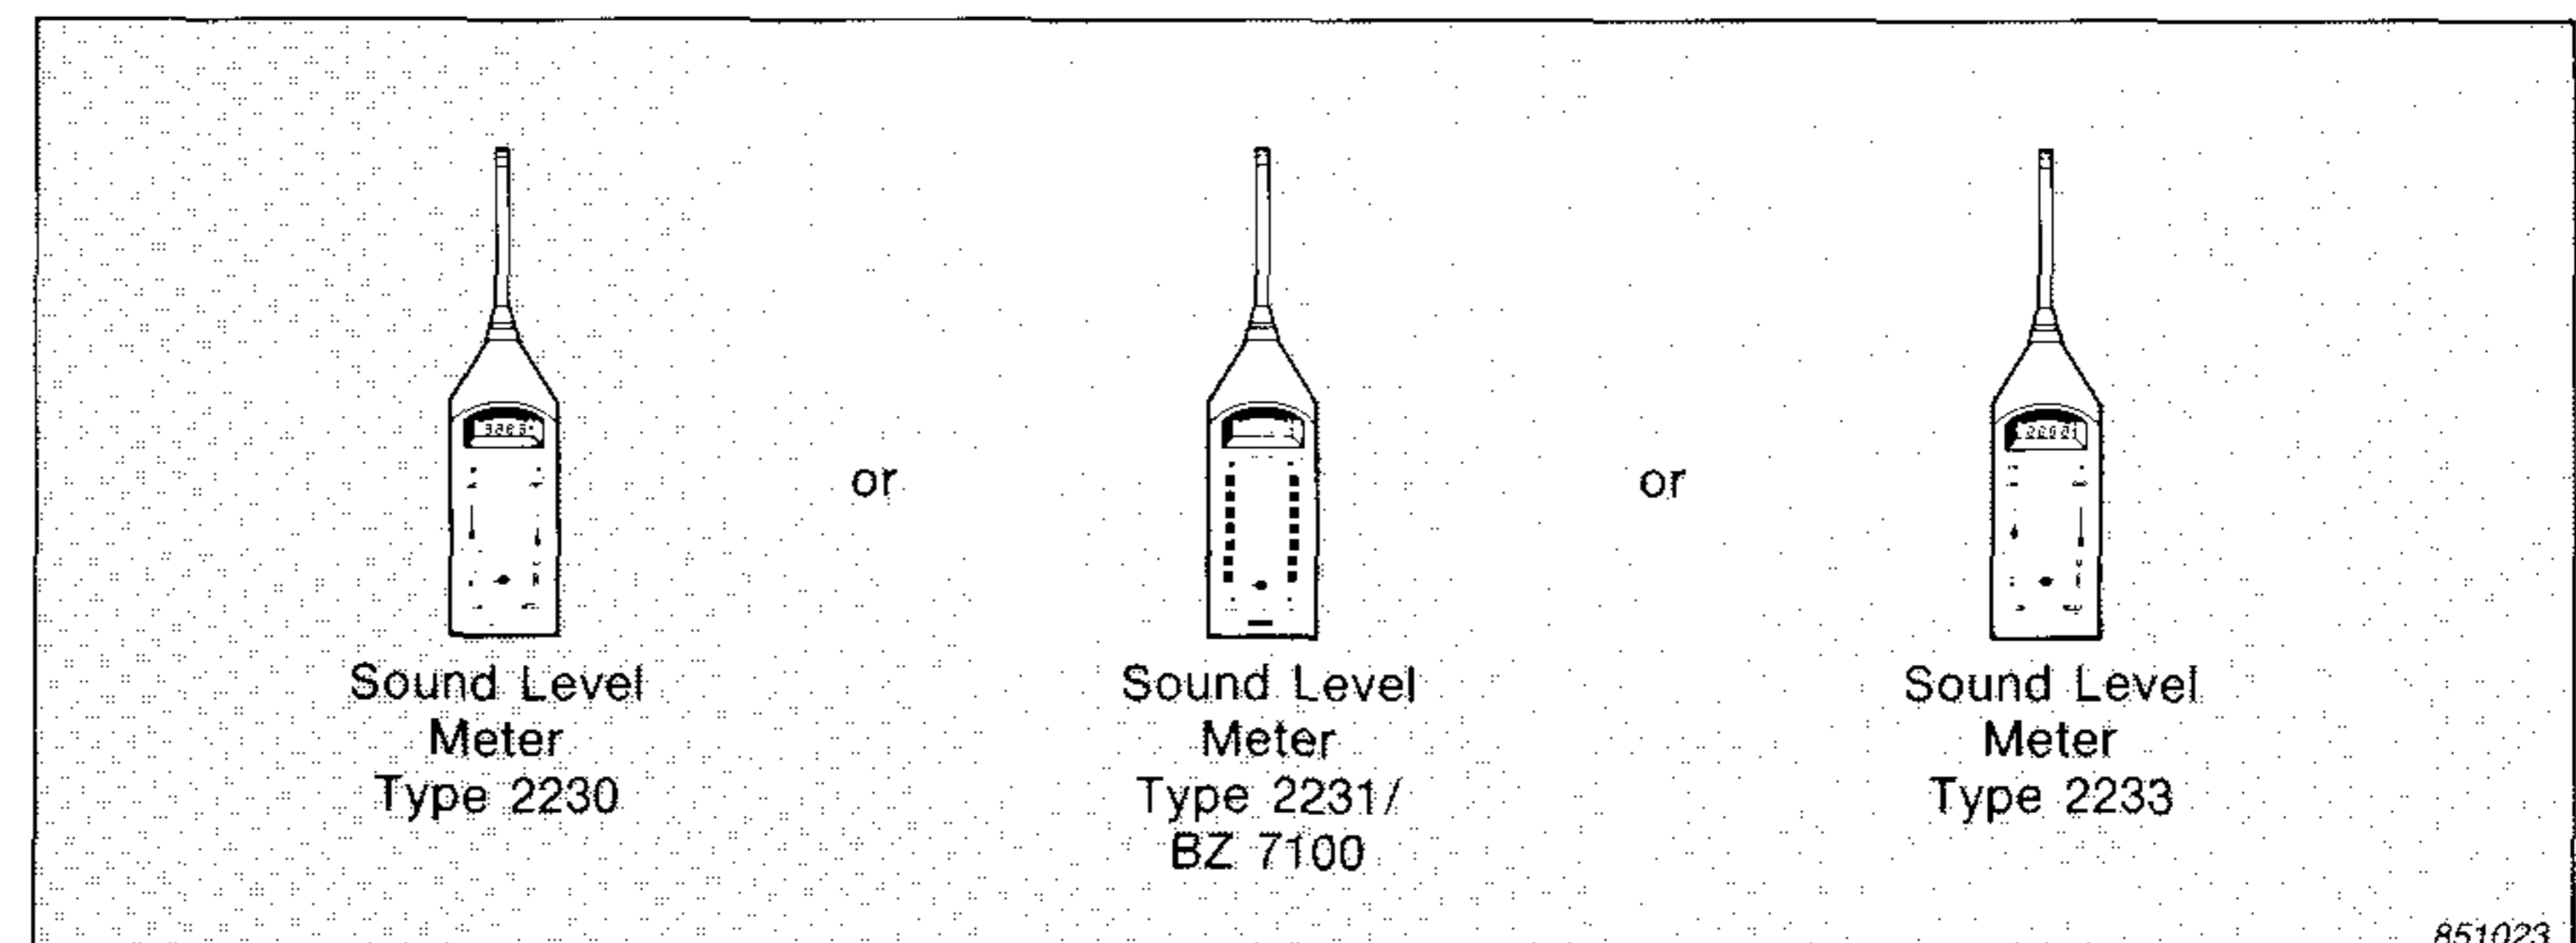 or
or
Sound Level
Meter
Type 2230
Sound Level
Meter
Type 2231/
BZ 7100
Sound Level
Meter
Type 2233
851023